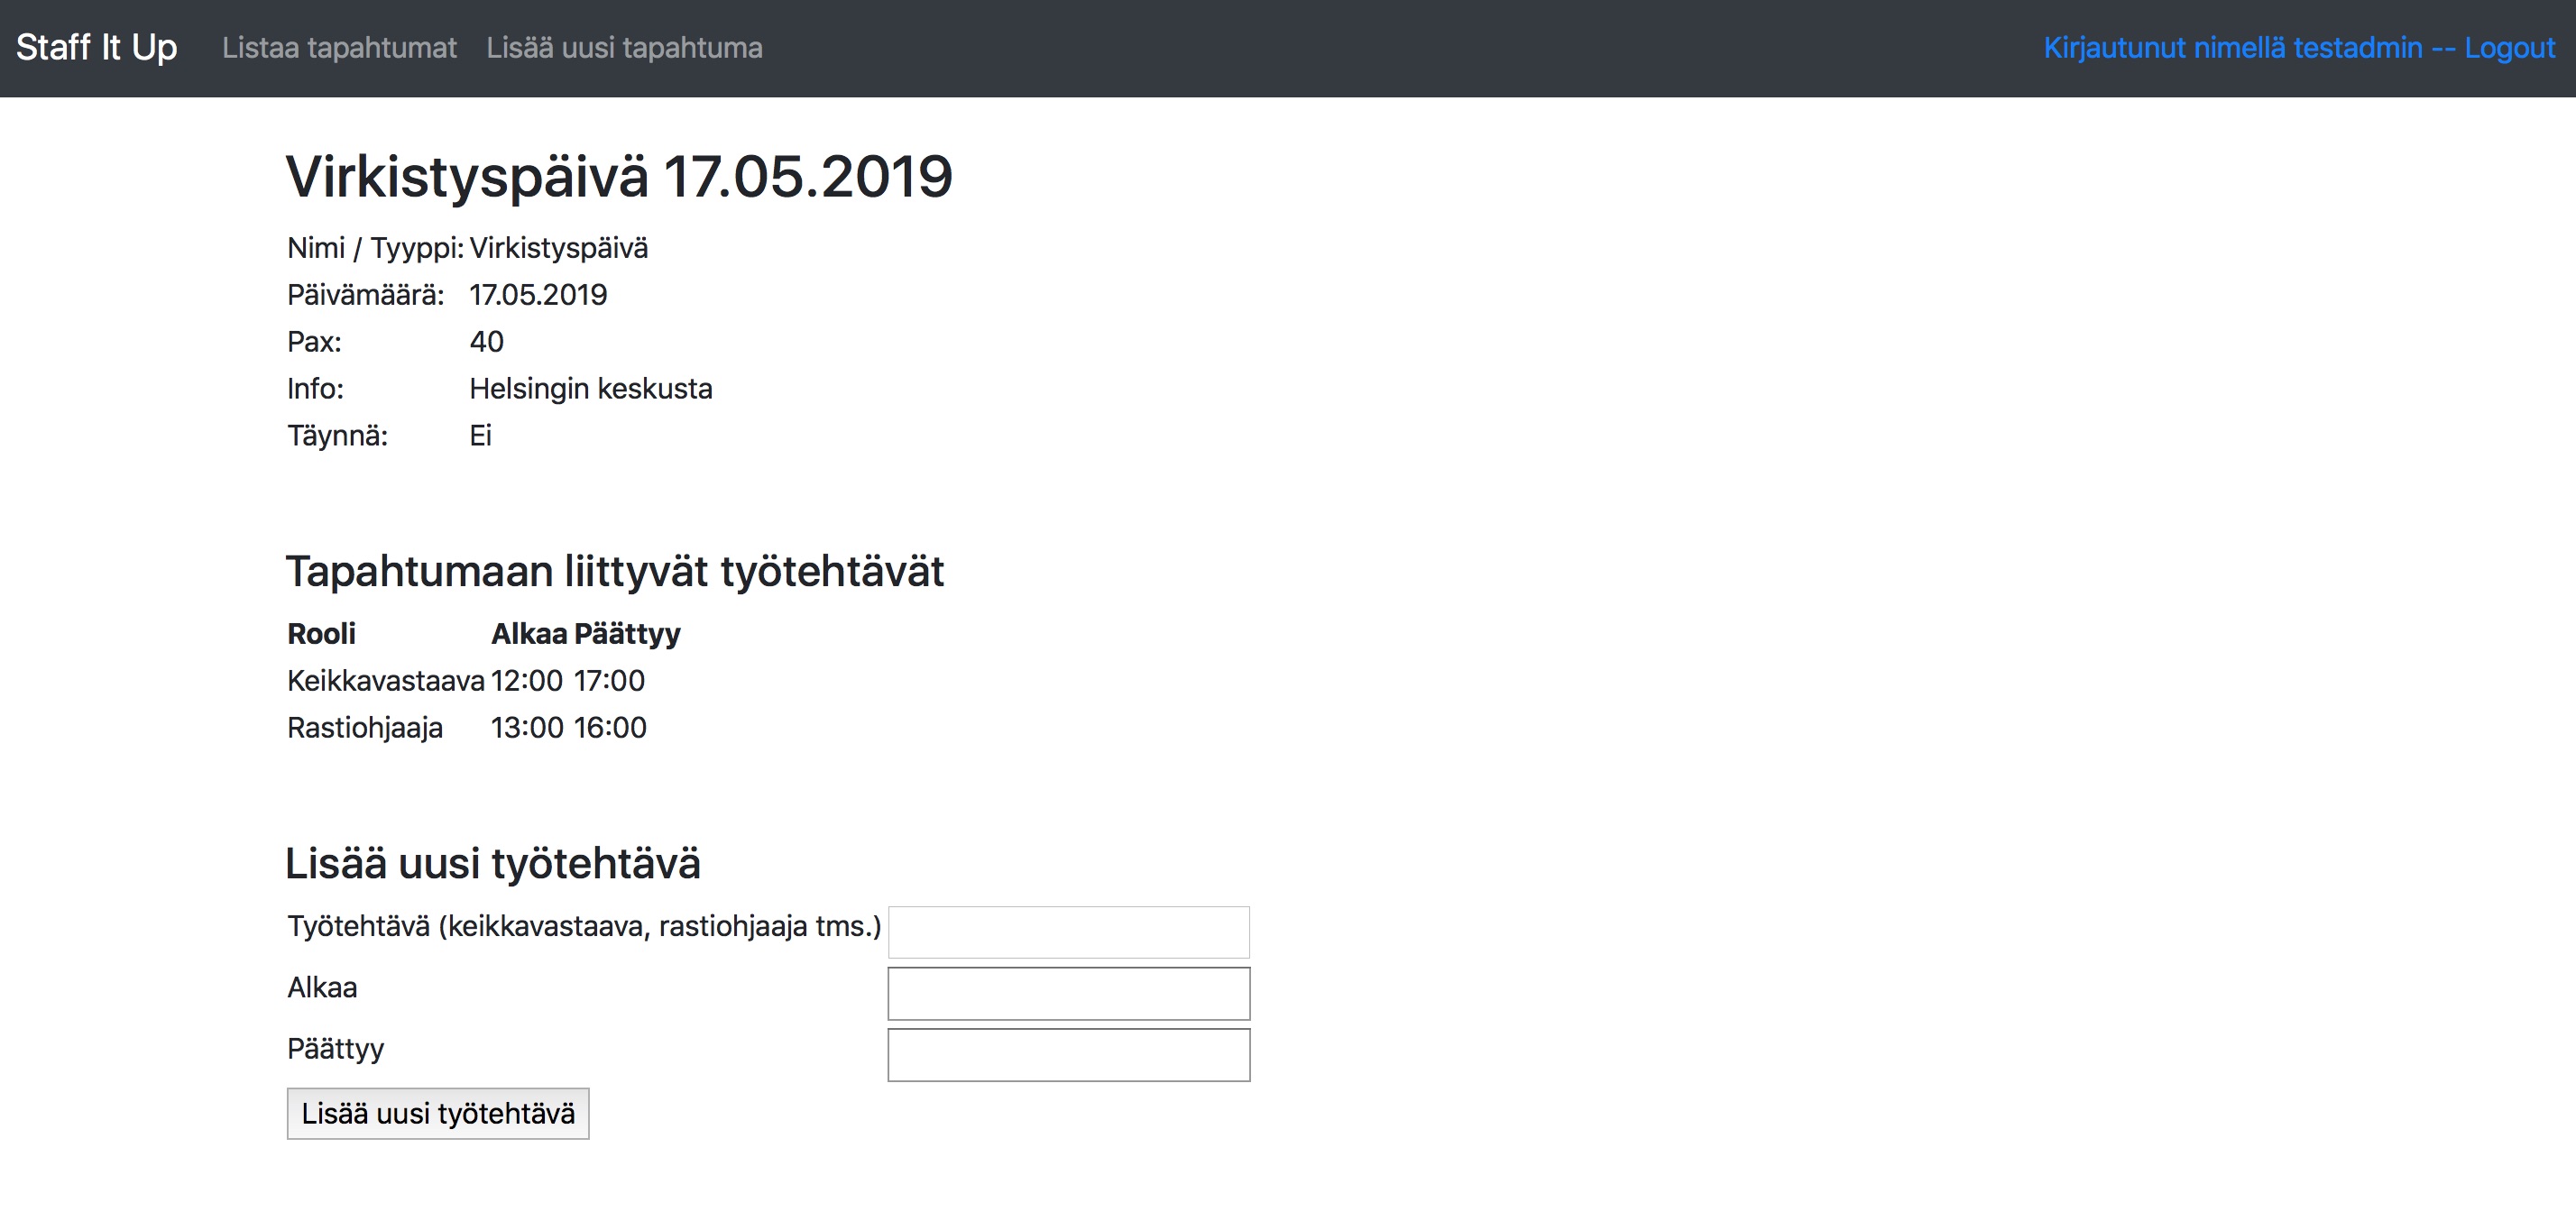 Staff It Up Listaa tapahtumat Lisää uusi tapahtuma Kirjautunut nimellä testadmin -- Logout
Virkistyspäivä 17.05.2019
Nimi / Tyyppi: Virkistyspäivä
Päivämäärä: 17.05.2019
Pax: 40
Info: Helsingin keskusta
Täynnä: Ei
Tapahtumaan liittyvät työtehtävät
Rooli Alkaa Päättyy
Keikkavastaava 12:00 17:00
Rastiohjaaja 13:00 16:00
Lisää uusi työtehtävä
Työtehtävä (keikkavastaava, rastiohjaaja tms.)
Alkaa
Päättyy
Lisää uusi työtehtävä